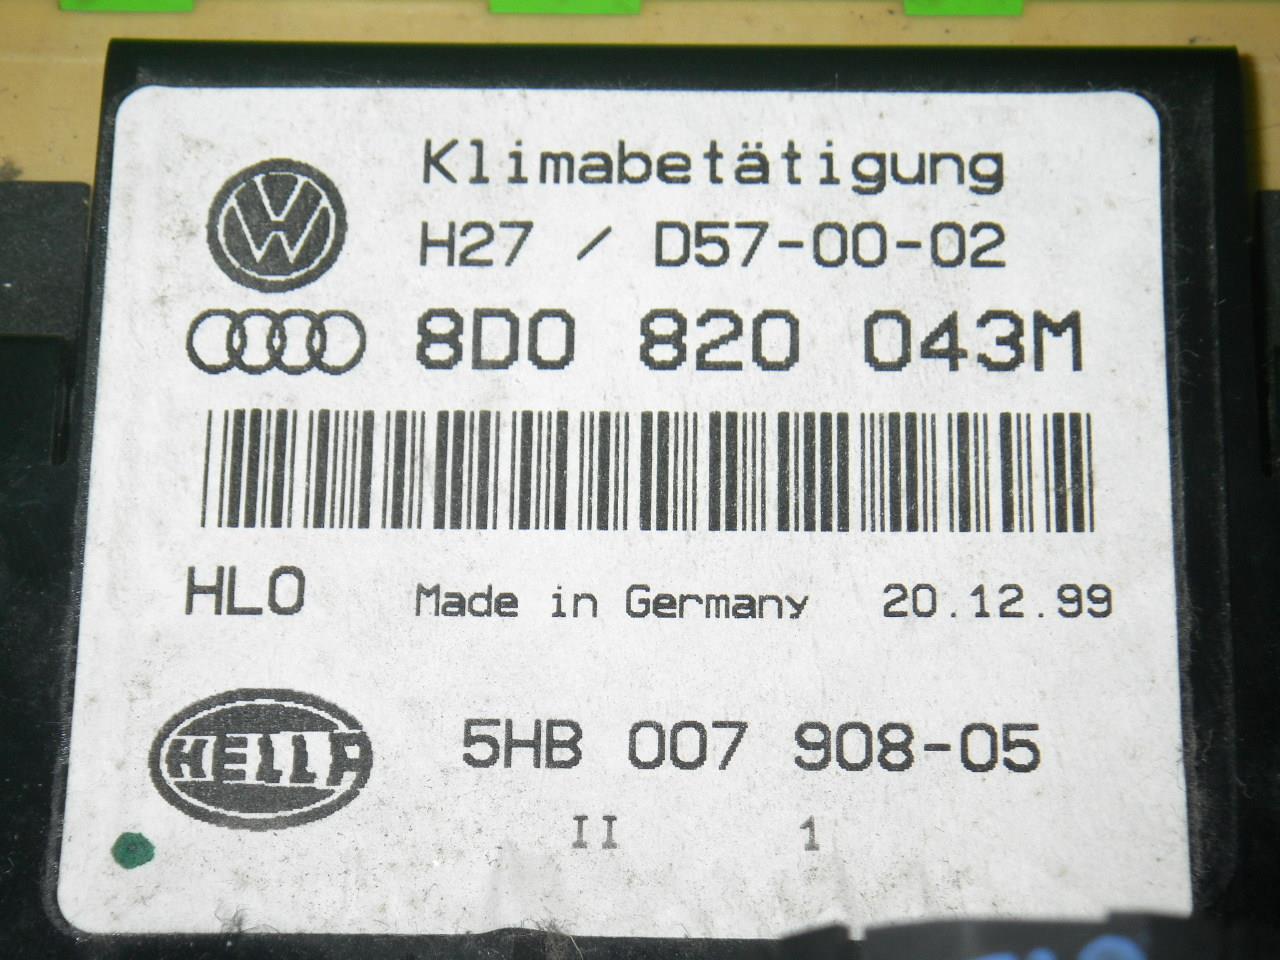 Klimabetätigung
H27 / D57-00-02
8D0 820 043M
HLO Made in Germany 20.12.99
HELLA 5HB 007 908-05
II 1